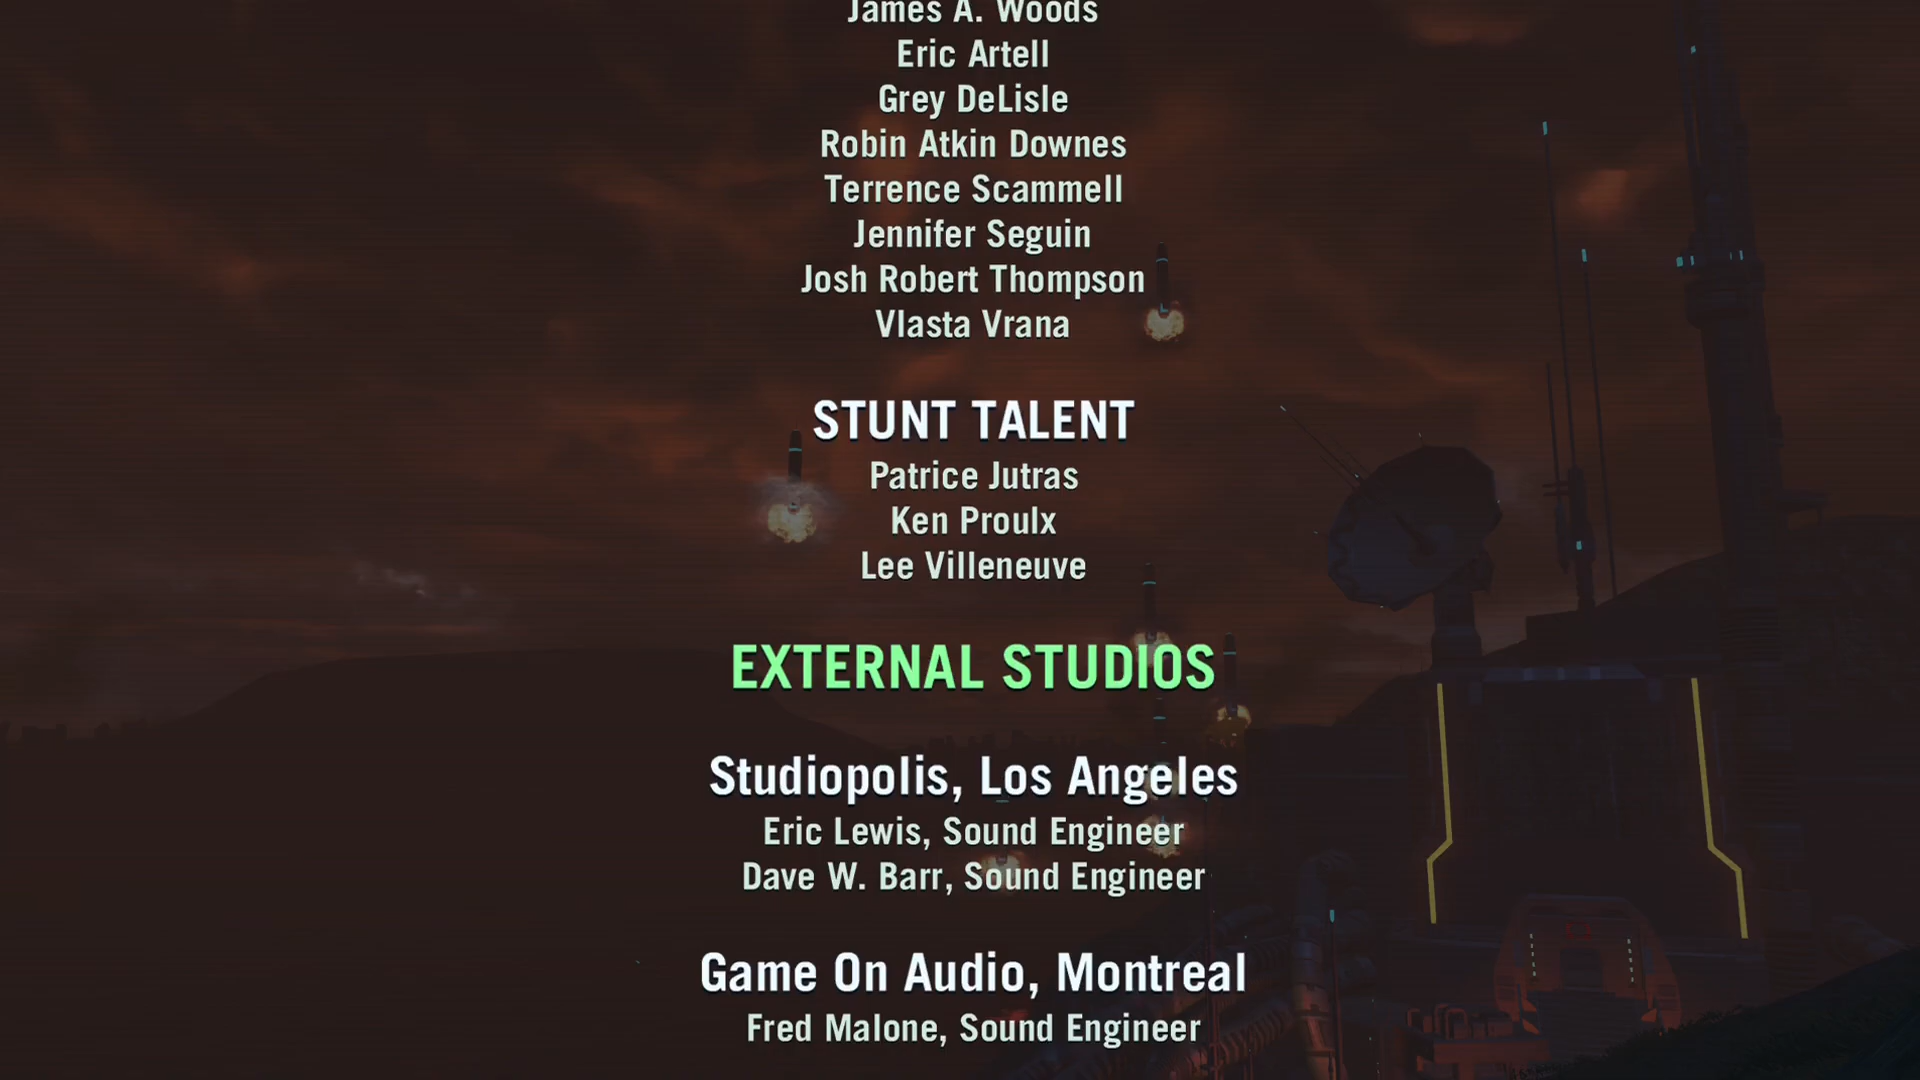 James A. Woods
Eric Artell
Grey DeLisle
Robin Atkin Downes
Terrence Scammell
Jennifer Seguin
Josh Robert Thompson
Vlasta Vrana
STUNT TALENT
Patrice Jutras
Ken Proulx
Lee Villeneuve
EXTERNAL STUDIOS
Studiopolis, Los Angeles
Eric Lewis, Sound Engineer
Dave W. Barr, Sound Engineer
Game On Audio, Montreal
Fred Malone, Sound Engineer